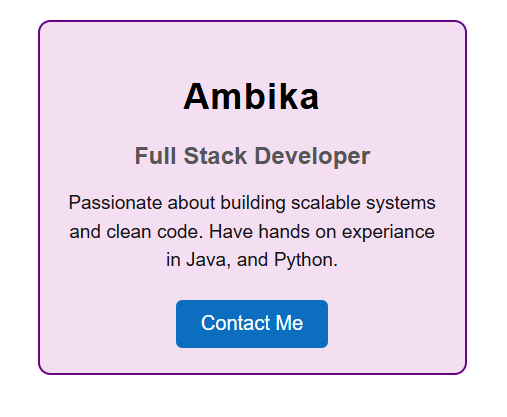 Ambika
Full Stack Developer
Passionate about building scalable systems
and clean code. Have hands on experiance
in Java, and Python.
Contact Me